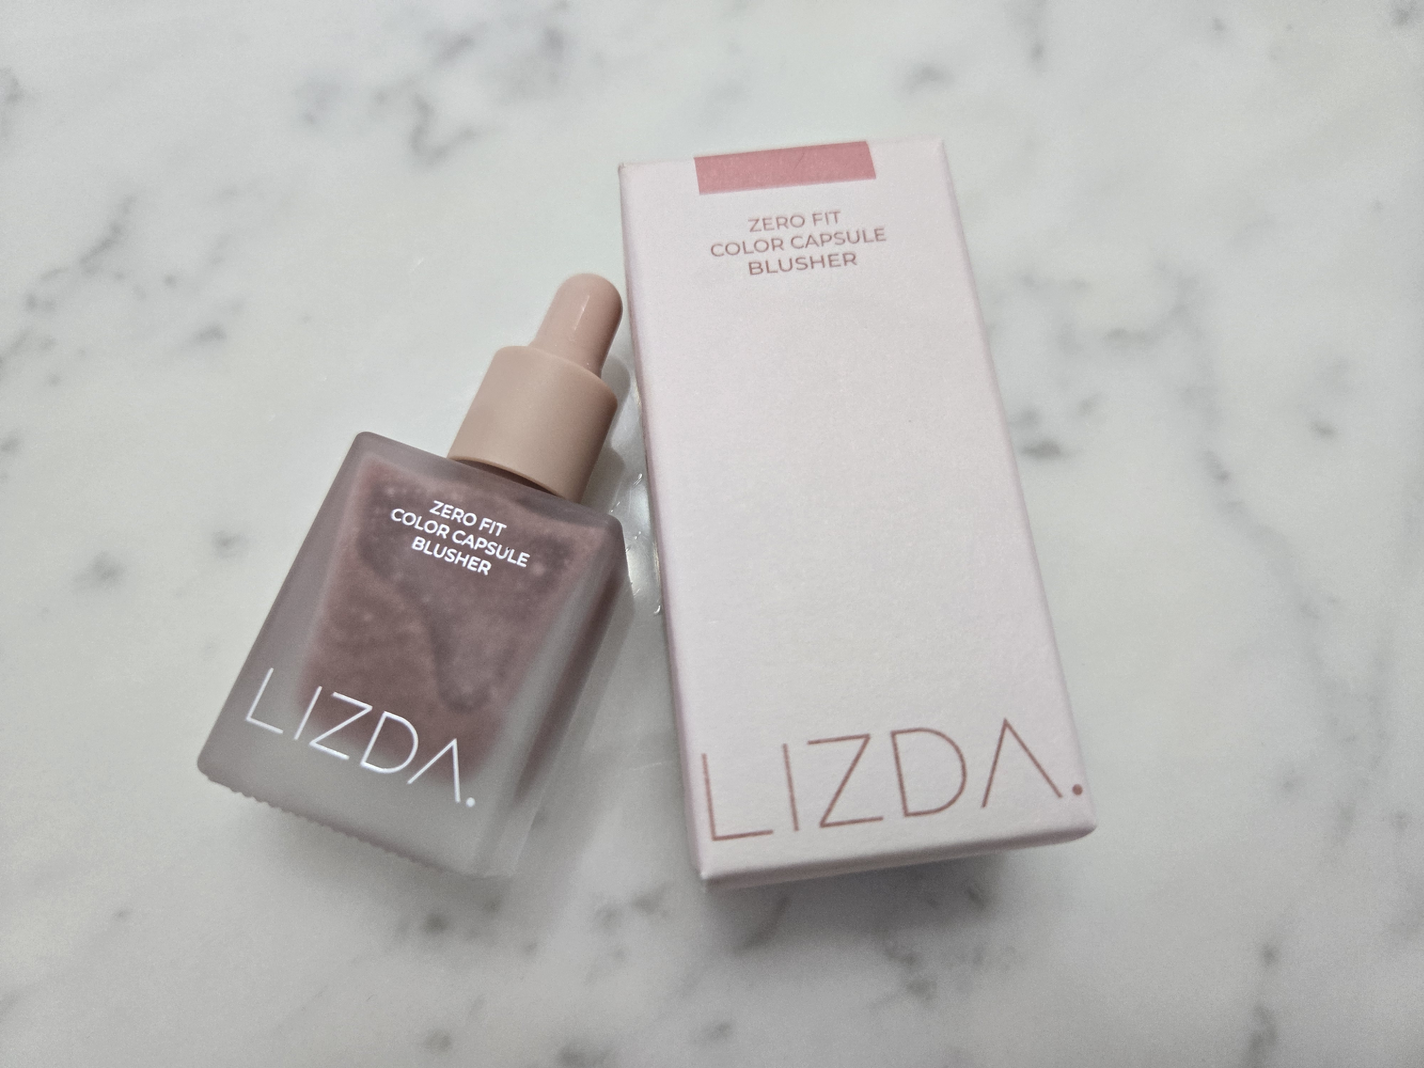 ZERO FIT
COLOR CAPSULE
BLUSHER
LIZDA.
ZERO FIT
COLOR CAPSULE
BLUSHER
LIZDA.